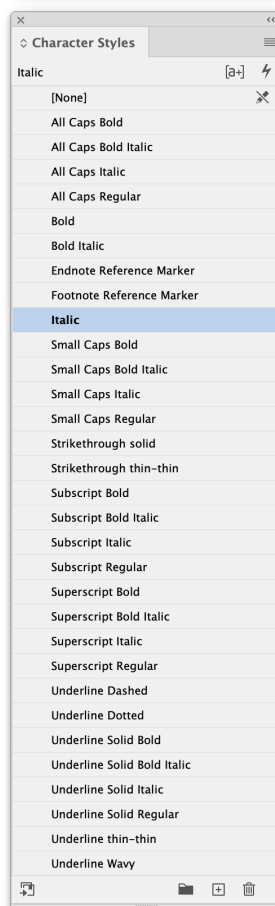 Character Styles
Italic [a+]
[None]
All Caps Bold
All Caps Bold Italic
All Caps Italic
All Caps Regular
Bold
Bold Italic
Endnote Reference Marker
Footnote Reference Marker
Italic
Small Caps Bold
Small Caps Bold Italic
Small Caps Italic
Small Caps Regular
Strikethrough solid
Strikethrough thin-thin
Subscript Bold
Subscript Bold Italic
Subscript Italic
Subscript Regular
Superscript Bold
Superscript Bold Italic
Superscript Italic
Superscript Regular
Underline Dashed
Underline Dotted
Underline Solid Bold
Underline Solid Bold Italic
Underline Solid Italic
Underline Solid Regular
Underline thin-thin
Underline Wavy